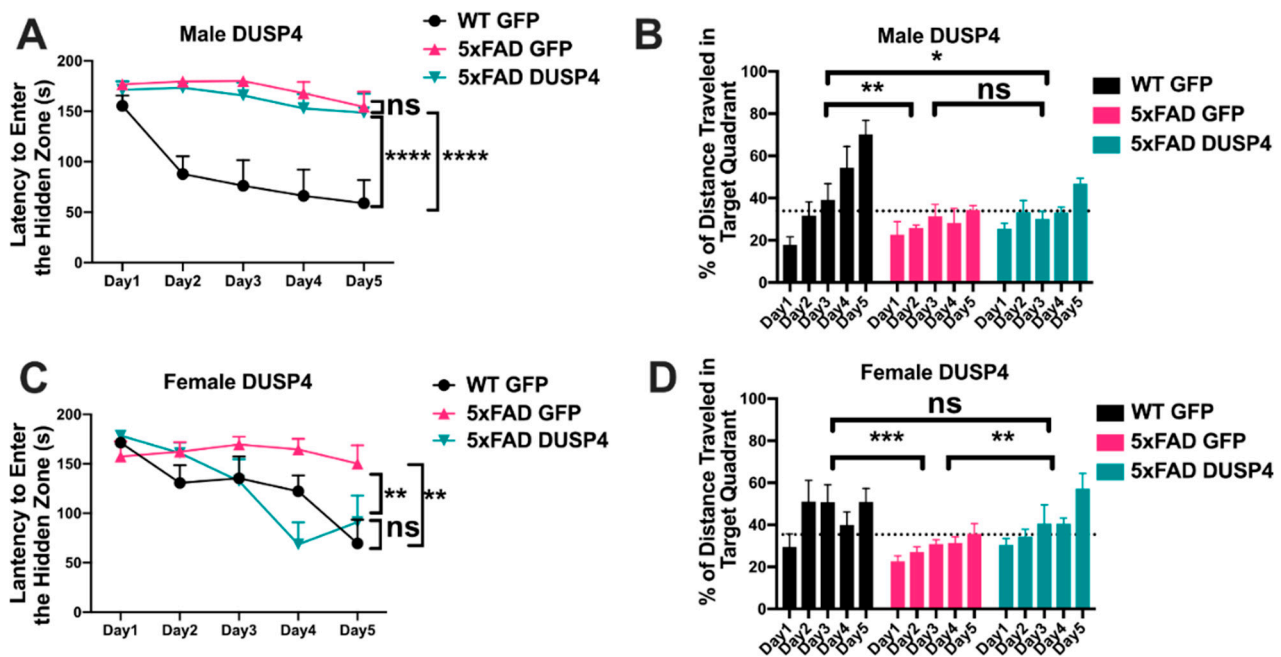 A
Male DUSP4
WT GFP
5xFAD GFP
5xFAD DUSP4
Latency to Enter
the Hidden Zone (s)
200
150
100
50
0
Day1 Day2 Day3 Day4 Day5
ns
**** ****
B
Male DUSP4
WT GFP
5xFAD GFP
5xFAD DUSP4
% of Distance Traveled in
Target Quadrant
100
80
60
40
20
0
*
** ns
Day1 Day2 Day3 Day4 Day5 Day1 Day2 Day3 Day4 Day5 Day1 Day2 Day3 Day4 Day5
C
Female DUSP4
WT GFP
5xFAD GFP
5xFAD DUSP4
Lantency to Enter
the Hidden Zone (s)
200
150
100
50
0
Day1 Day2 Day3 Day4 Day5
** **
ns
D
Female DUSP4
WT GFP
5xFAD GFP
5xFAD DUSP4
% of Distance Traveled in
Target Quadrant
100
80
60
40
20
0
ns
*** **
Day1 Day2 Day3 Day4 Day5 Day1 Day2 Day3 Day4 Day5 Day1 Day2 Day3 Day4 Day5